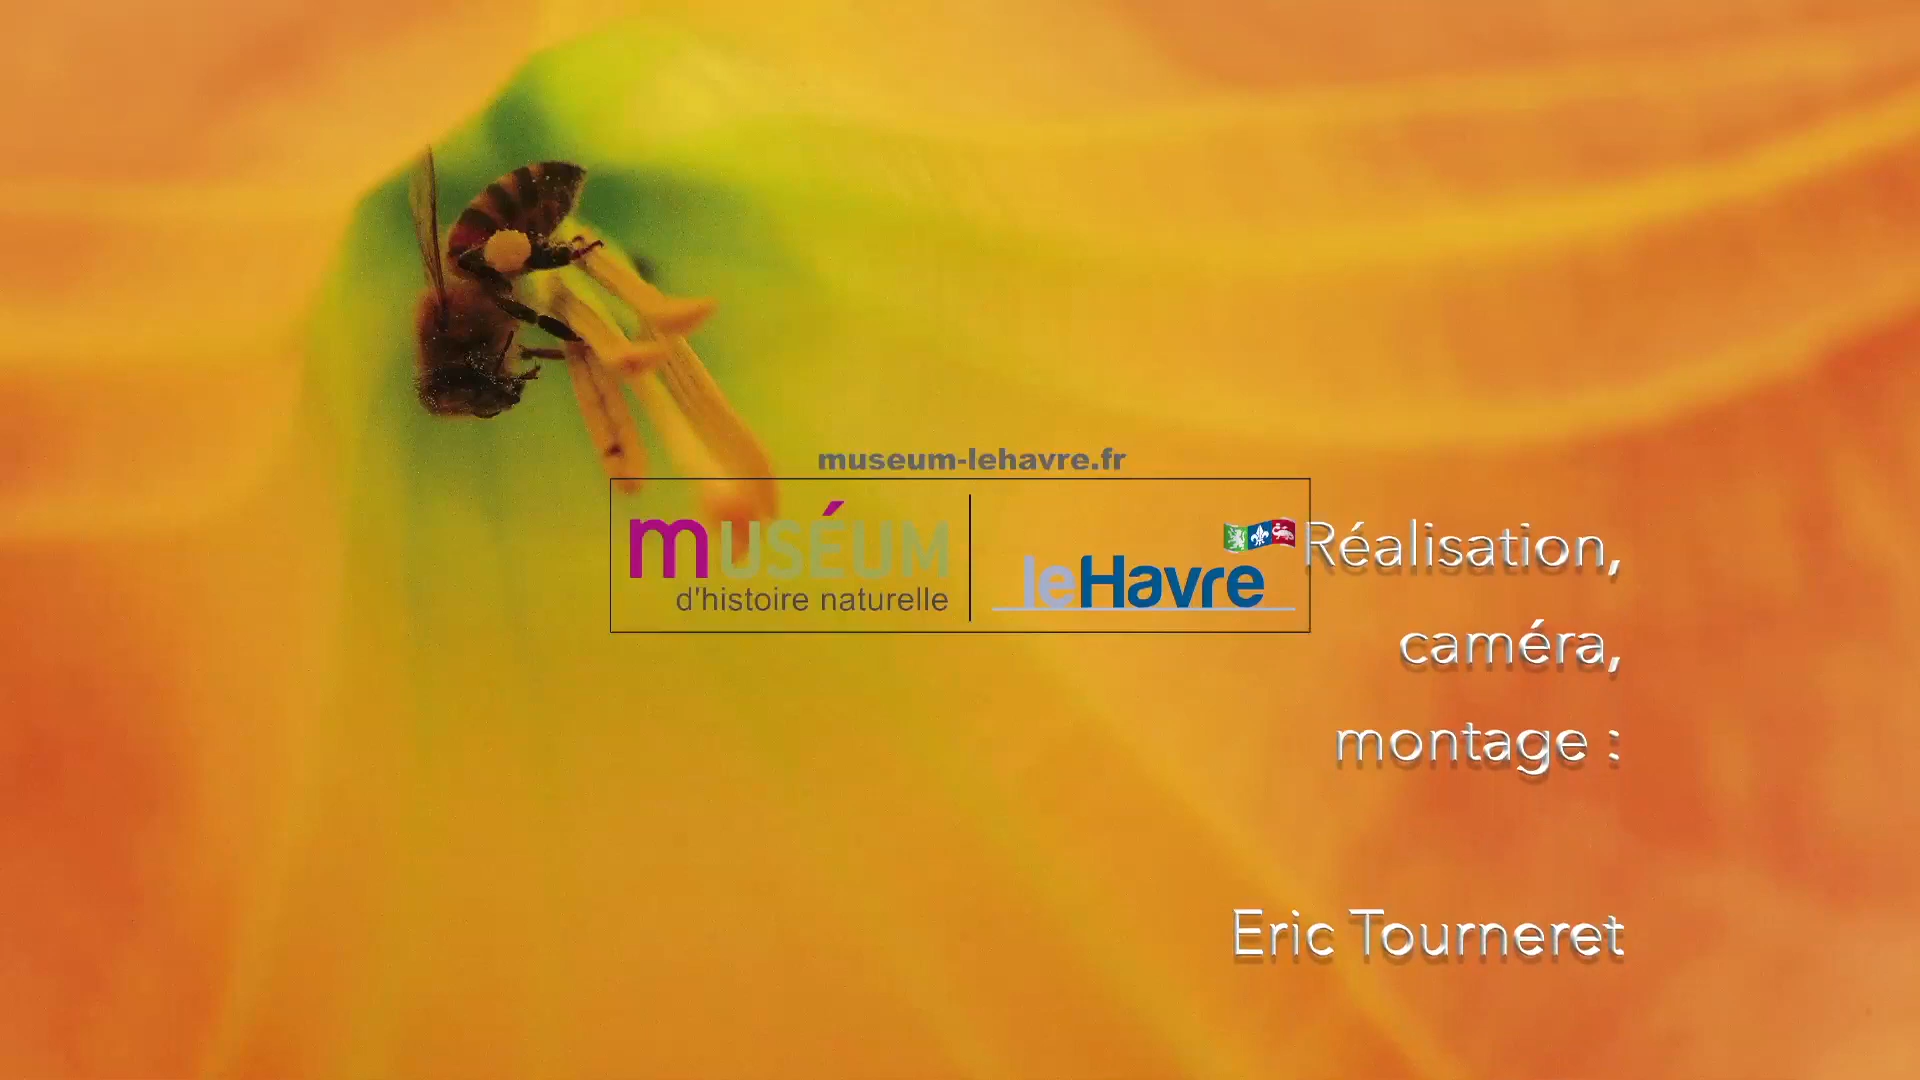 museum-lehavre.fr
muséum
d'histoire naturelle
leHavre
Réalisation,
caméra,
montage :
Eric Tourneret